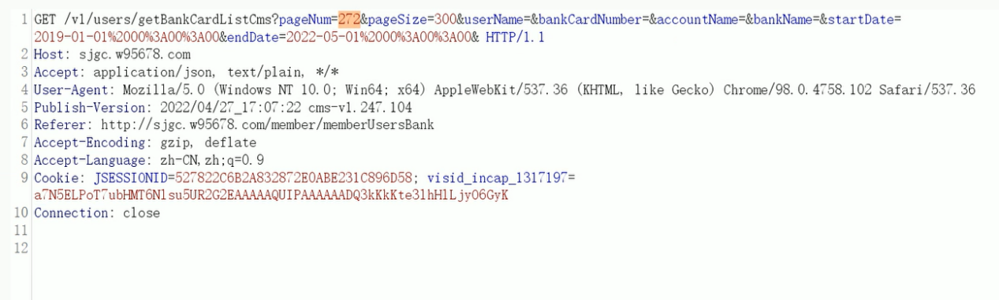 1 GET /v1/users/getBankCardListCms?pageNum=272&pageSize=300&userName=&bankCardNumber=&accountName=&bankName=&startDate=
2019-01-01%2000%3A00%3A00&endDate=2022-05-01%2000%3A00%3A00& HTTP/1.1
2 Host: sjgc.w95678.com
3 Accept: application/json, text/plain, */*
4 User-Agent: Mozilla/5.0 (Windows NT 10.0; Win64; x64) AppleWebKit/537.36 (KHTML, like Gecko) Chrome/98.0.4758.102 Safari/537.36
5 Publish-Version: 2022/04/27_17:07:22 cms-v1.247.104
6 Referer: http://sjgc.w95678.com/member/memberUsersBank
7 Accept-Encoding: gzip, deflate
8 Accept-Language: zh-CN,zh;q=0.9
9 Cookie: JSESSIONID=527822C6B2A832872E0ABE231C896D58; visid_incap_1317197=
a7N5ELPoT7ubHMT6Nlsu5UR2G2EAAAAAQUIPAAAAAADQ3kKkKte3lhHlLjy06GyK
10 Connection: close
11
12